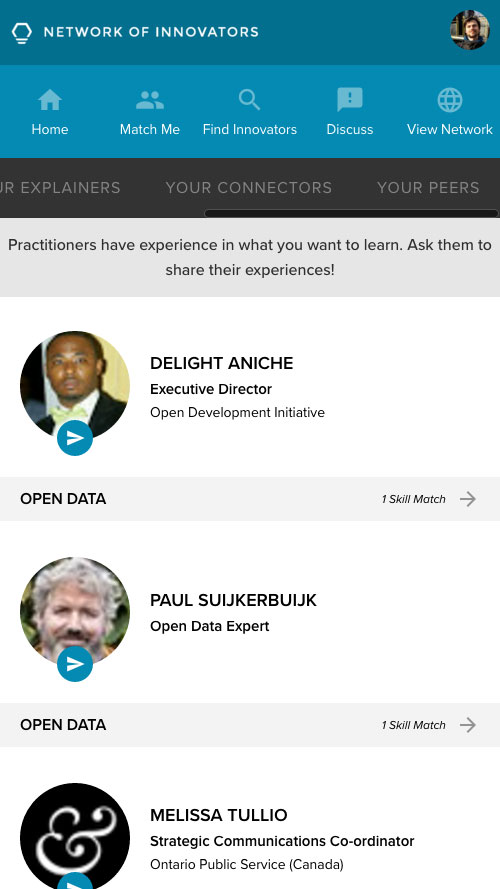 NETWORK OF INNOVATORS
Home Match Me Find Innovators Discuss View Network
UR EXPLAINERS YOUR CONNECTORS YOUR PEERS
Practitioners have experience in what you want to learn. Ask them to
share their experiences!
DELIGHT ANICHE
Executive Director
Open Development Initiative
OPEN DATA 1 Skill Match
PAUL SUIJKERBUIJK
Open Data Expert
OPEN DATA 1 Skill Match
&
MELISSA TULLIO
Strategic Communications Co-ordinator
Ontario Public Service (Canada)